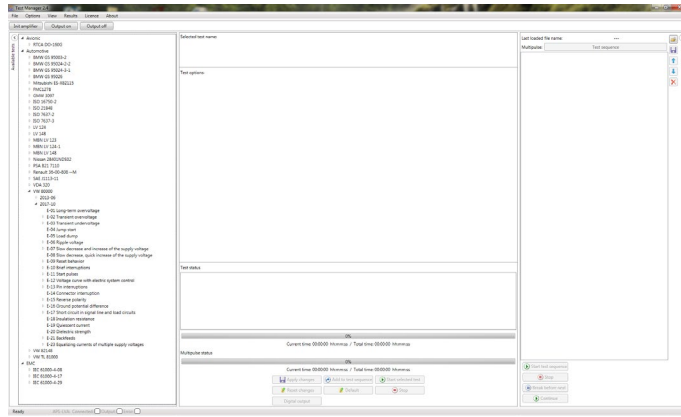 Test Manager 2.4
File Options View Results Licence About
Init amplifier Output on Output off
Available tests
Avionic
RTCA DO-160G
Automotive
BMW GS 95003-2
BMW GS 95024-2-2
BMW GS 95024-3-1
BMW GS 95026
Mitsubishi ES-X82115
FMC1278
GMW 3097
ISO 16750-2
ISO 21848
ISO 7637-2
ISO 7637-3
LV 124
LV 148
MBN LV 123
MBN LV 124-1
MBN LV 148
Nissan 28401NDS02
PSA B21 7110
Renault 36-00-808 --M
SAE J1113-11
VDA 320
VW 80000
2013-06
2017-10
E-01 Long-term overvoltage
E-02 Transient overvoltage
E-03 Transient undervoltage
E-04 Jump start
E-05 Load dump
E-06 Ripple voltage
E-07 Slow decrease and increase of the supply voltage
E-08 Slow decrease, quick increase of the supply voltage
E-09 Reset behavior
E-10 Brief interruptions
E-11 Start pulses
E-12 Voltage curve with electric system control
E-13 Pin interruptions
E-14 Connector interruption
E-15 Reverse polarity
E-16 Ground potential difference
E-17 Short circuit in signal line and load circuits
E-18 Insulation resistance
E-19 Quiescent current
E-20 Dielectric strength
E-21 Backfeeds
E-23 Equalizing currents of multiple supply voltages
VW 82148
VW TL 81000
EMC
IEC 61000-4-08
IEC 61000-4-17
IEC 61000-4-29
Selected test name:
Test options:
Test status
0%
Current time: 00:00:00 hh:mm:ss / Total time: 00:00:00 hh:mm:ss
Multipulse status
0%
Current time: 00:00:00 hh:mm:ss / Total time: 00:00:00 hh:mm:ss
Apply changes Add to test sequence Start selected test
Reset changes Default Stop
Digital output
Last loaded file name: ---
Multipulse: Test sequence
Start test sequence
Stop
Break before next
Continue
Ready Connected Output Error